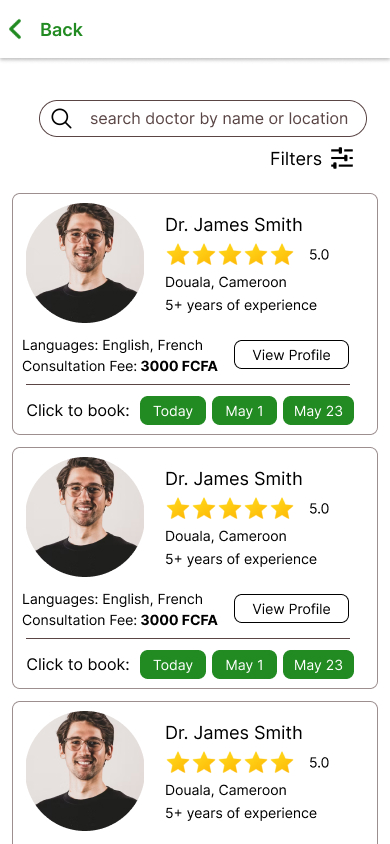 Back
search doctor by name or location
Filters
Dr. James Smith
5.0
Douala, Cameroon
5+ years of experience
Languages: English, French
Consultation Fee: 3000 FCFA
View Profile
Click to book: Today May 1 May 23
Dr. James Smith
5.0
Douala, Cameroon
5+ years of experience
Languages: English, French
Consultation Fee: 3000 FCFA
View Profile
Click to book: Today May 1 May 23
Dr. James Smith
5.0
Douala, Cameroon
5+ years of experience